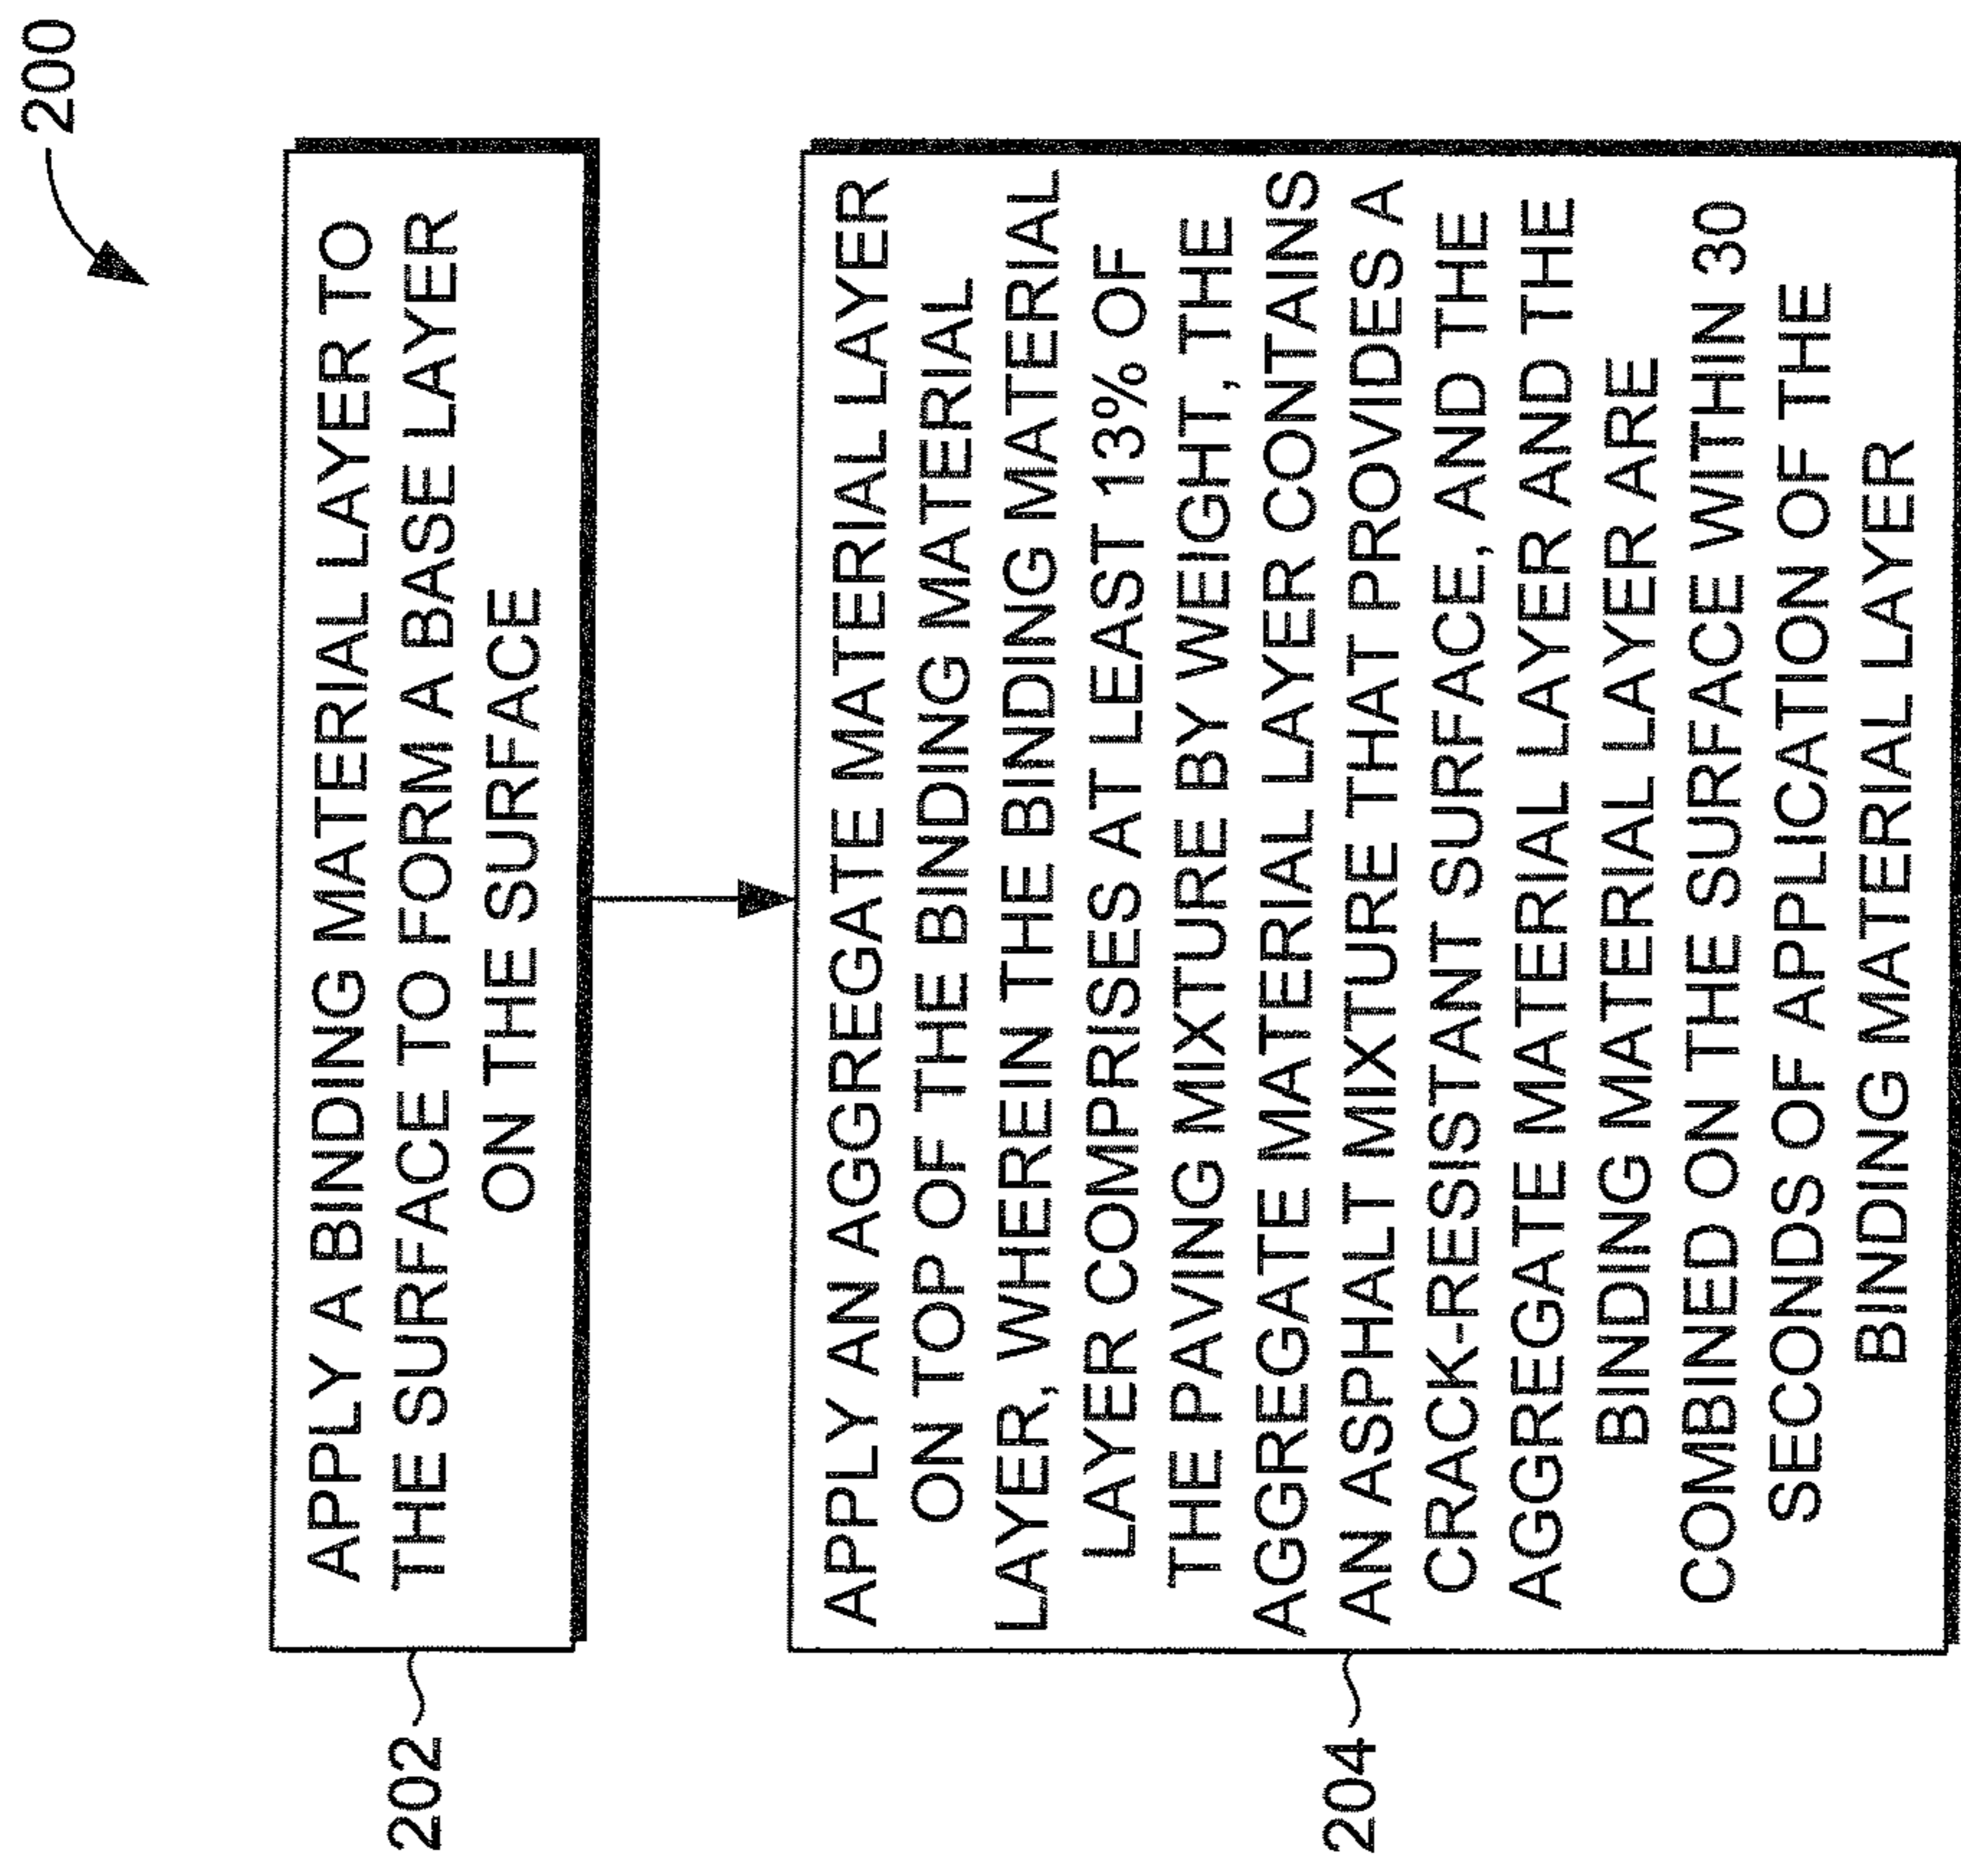 200
202
APPLY A BINDING MATERIAL LAYER TO
THE SURFACE TO FORM A BASE LAYER
ON THE SURFACE
204
APPLY AN AGGREGATE MATERIAL LAYER
ON TOP OF THE BINDING MATERIAL
LAYER, WHEREIN THE BINDING MATERIAL
LAYER COMPRISES AT LEAST 13% OF
THE PAVING MIXTURE BY WEIGHT, THE
AGGREGATE MATERIAL LAYER CONTAINS
AN ASPHALT MIXTURE THAT PROVIDES A
CRACK-RESISTANT SURFACE, AND THE
AGGREGATE MATERIAL LAYER AND THE
BINDING MATERIAL LAYER ARE
COMBINED ON THE SURFACE WITHIN 30
SECONDS OF APPLICATION OF THE
BINDING MATERIAL LAYER